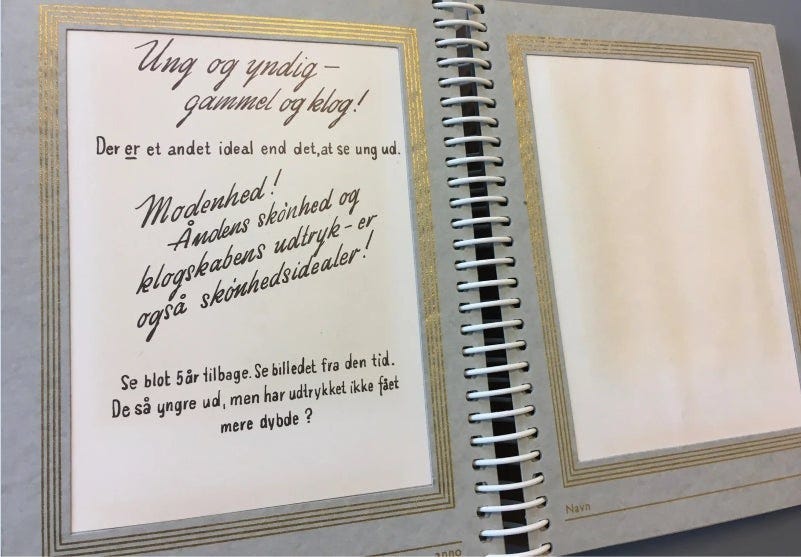 Ung og yndig –
gammel og klog!
Der er et andet ideal end det, at se ung ud.
Modenhed!
Åndens skønhed og
klogskabens udtryk – er
også skønhedsidealer!
Se blot 5 år tilbage. Se billedet fra den tid.
De så yngre ud, men har udtrykket ikke fået
mere dybde?
anno
Navn